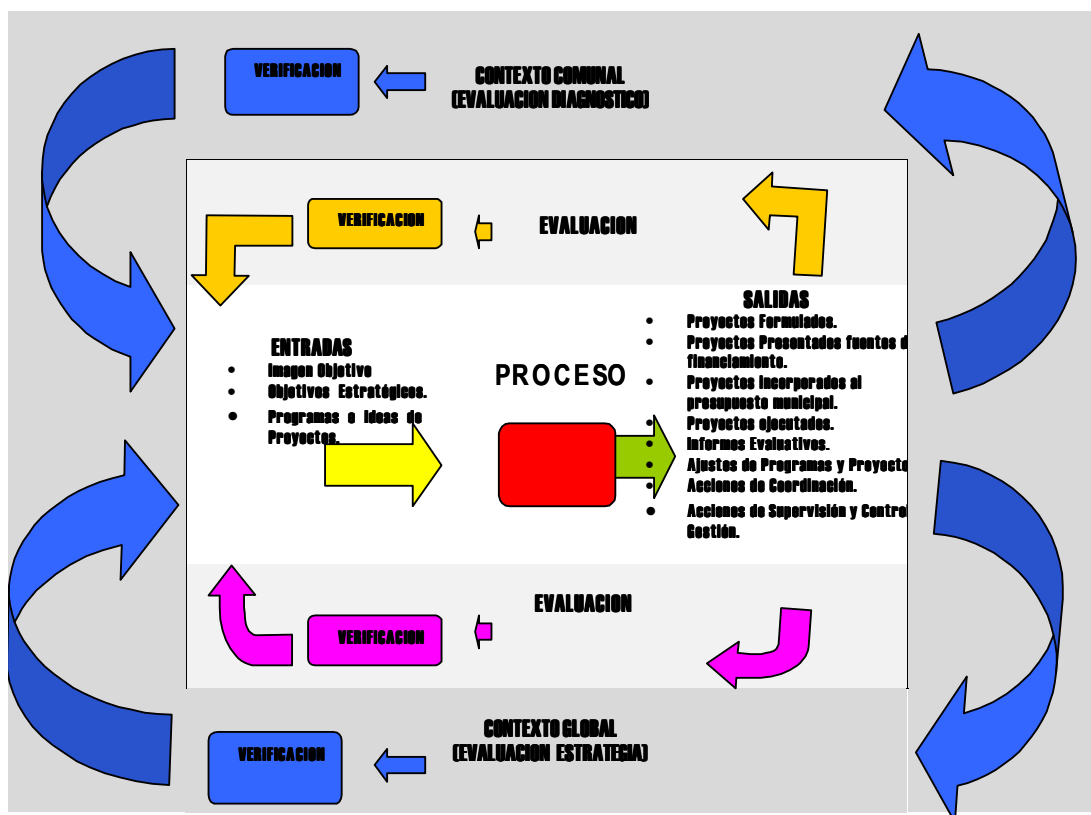 VERIFICACION
CONTEXTO COMUNAL
(EVALUACION DIAGNOSTICO)
VERIFICACION
EVALUACION
ENTRADAS
• Imagen Objetivo
• Objetivos Estratégicos.
• Programas e Ideas de
Proyectos.
PROCESO
SALIDAS
• Proyectos Formulados.
• Proyectos Presentados fuentes d
financiamiento.
• Proyectos incorporados al
presupuesto municipal.
• Proyectos ejecutados.
• Informes Evaluativos.
• Ajustes de Programas y Proyecto
• Acciones de Coordinación.
• Acciones de Supervisión y Control
Gestión.
EVALUACION
VERIFICACION
CONTEXTO GLOBAL
(EVALUACION ESTRATEGIA)
VERIFICACION